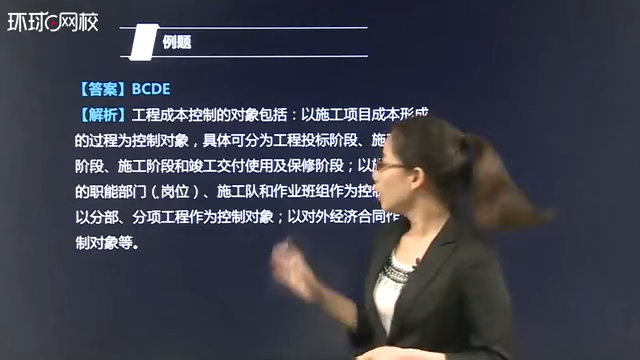 环球网校
例题
【答案】BCDE
【解析】工程成本控制的对象包括：以施工项目成本形成
的过程为控制对象，具体可分为工程投标阶段、施
阶段、施工阶段和竣工交付使用及保修阶段；以施
的职能部门（岗位）、施工队和作业班组作为控制
以分部、分项工程作为控制对象；以对外经济合同作
制对象等。